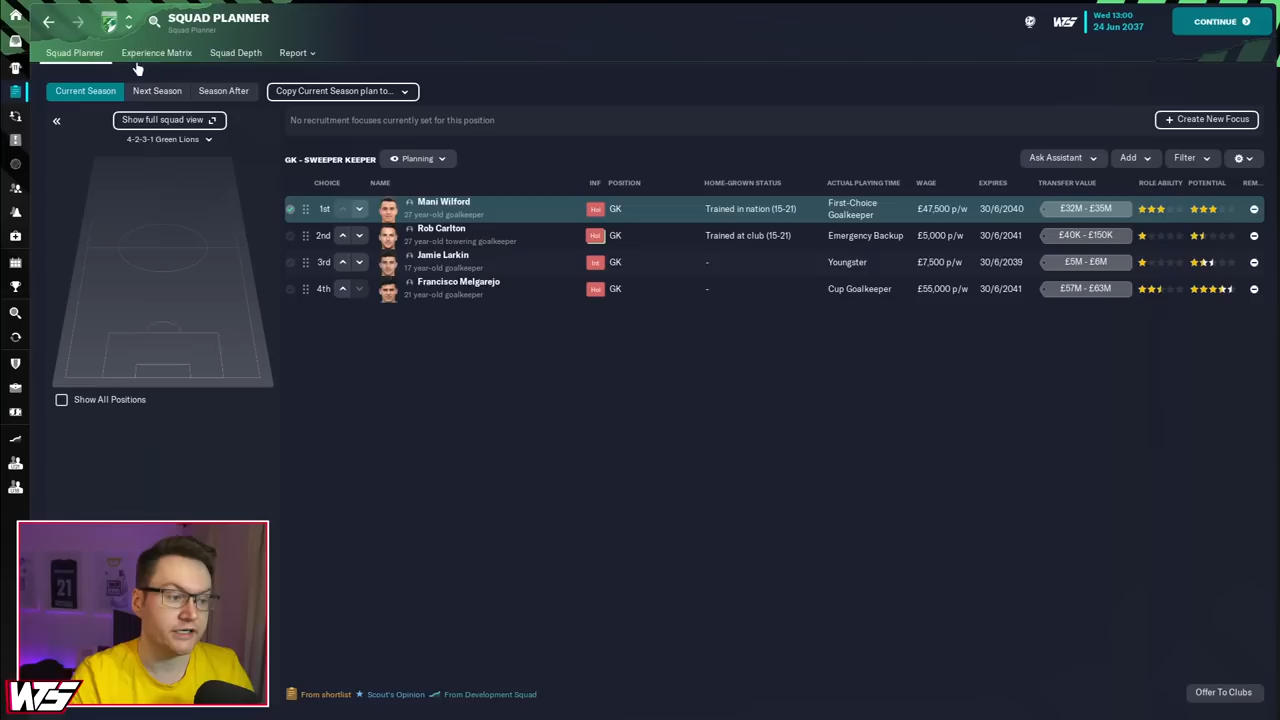 SQUAD PLANNER
Squad Planner
WTS
Wed 13:00
24 Jun 2037
CONTINUE
Squad Planner
Experience Matrix
Squad Depth
Report
Current Season
Next Season
Season After
Copy Current Season plan to...
Show full squad view
4-2-3-1 Green Lions
No recruitment focuses currently set for this position
Create New Focus
GK - SWEEPER KEEPER
Planning
Ask Assistant
Add
Filter
CHOICE
NAME
INF
POSITION
HOME-GROWN STATUS
ACTUAL PLAYING TIME
WAGE
EXPIRES
TRANSFER VALUE
ROLE ABILITY
POTENTIAL
REM...
1st
Mani Wilford
27 year-old goalkeeper
Hol
GK
Trained in nation (15-21)
First-Choice
Goalkeeper
£47,500 p/w
30/6/2040
£32M - £35M
2nd
Rob Carlton
27 year-old towering goalkeeper
Hol
GK
Trained at club (15-21)
Emergency Backup
£5,000 p/w
30/6/2041
£40K - £150K
3rd
Jamie Larkin
17 year-old goalkeeper
Int
GK
-
Youngster
£7,500 p/w
30/6/2039
£5M - £6M
4th
Francisco Melgarejo
21 year-old goalkeeper
Hol
GK
-
Cup Goalkeeper
£55,000 p/w
30/6/2041
£57M - £63M
Show All Positions
21
WTS
From shortlist
Scout's Opinion
From Development Squad
Offer To Clubs